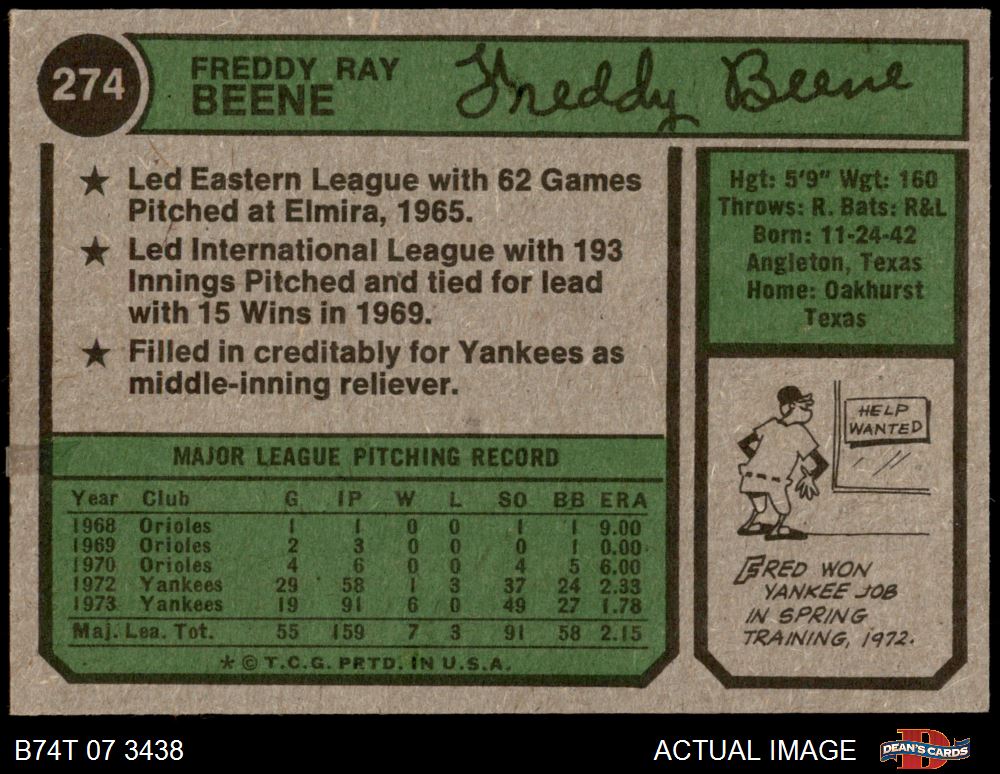 274
FREDDY RAY
BEENE
Freddy Beene
★ Led Eastern League with 62 Games
Pitched at Elmira, 1965.
★ Led International League with 193
Innings Pitched and tied for lead
with 15 Wins in 1969.
★ Filled in creditably for Yankees as
middle-inning reliever.
Hgt: 5'9" Wgt: 160
Throws: R. Bats: R&L
Born: 11-24-42
Angleton, Texas
Home: Oakhurst
Texas
HELP
WANTED
FRED WON
YANKEE JOB
IN SPRING
TRAINING, 1972.
MAJOR LEAGUE PITCHING RECORD
Year Club G IP W L SO BB ERA
1968 Orioles 1 1 0 0 1 1 9.00
1969 Orioles 2 3 0 0 0 1 0.00
1970 Orioles 4 6 0 0 4 5 6.00
1972 Yankees 29 58 1 3 37 24 2.33
1973 Yankees 19 91 6 0 49 27 1.78
Maj. Lea. Tot. 55 159 7 3 91 58 2.15
* © T.C.G. PRTD. IN U.S.A.
B74T 07 3438
ACTUAL IMAGE
DEAN'S CARDS